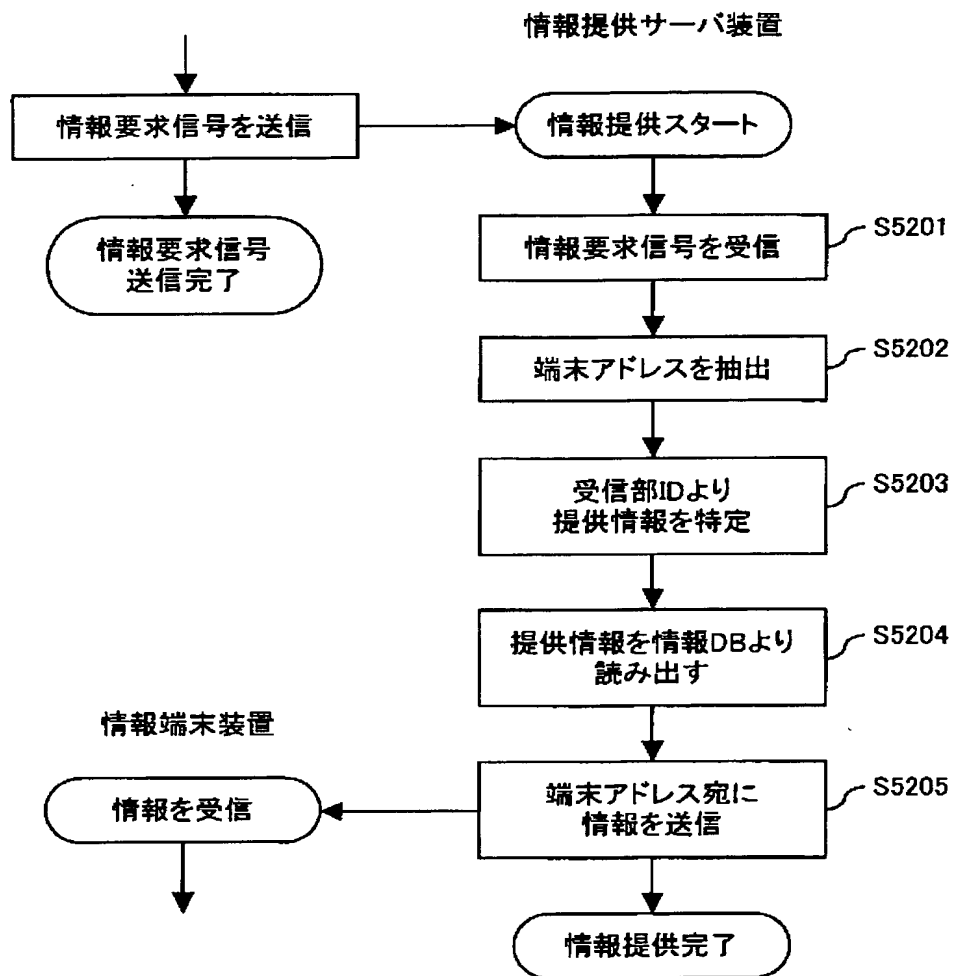 情報提供サーバ装置
情報要求信号を送信
情報提供スタート
情報要求信号
送信完了
情報要求信号を受信
S5201
端末アドレスを抽出
S5202
受信部IDより
提供情報を特定
S5203
提供情報を情報DBより
読み出す
S5204
情報端末装置
情報を受信
端末アドレス宛に
情報を送信
S5205
情報提供完了